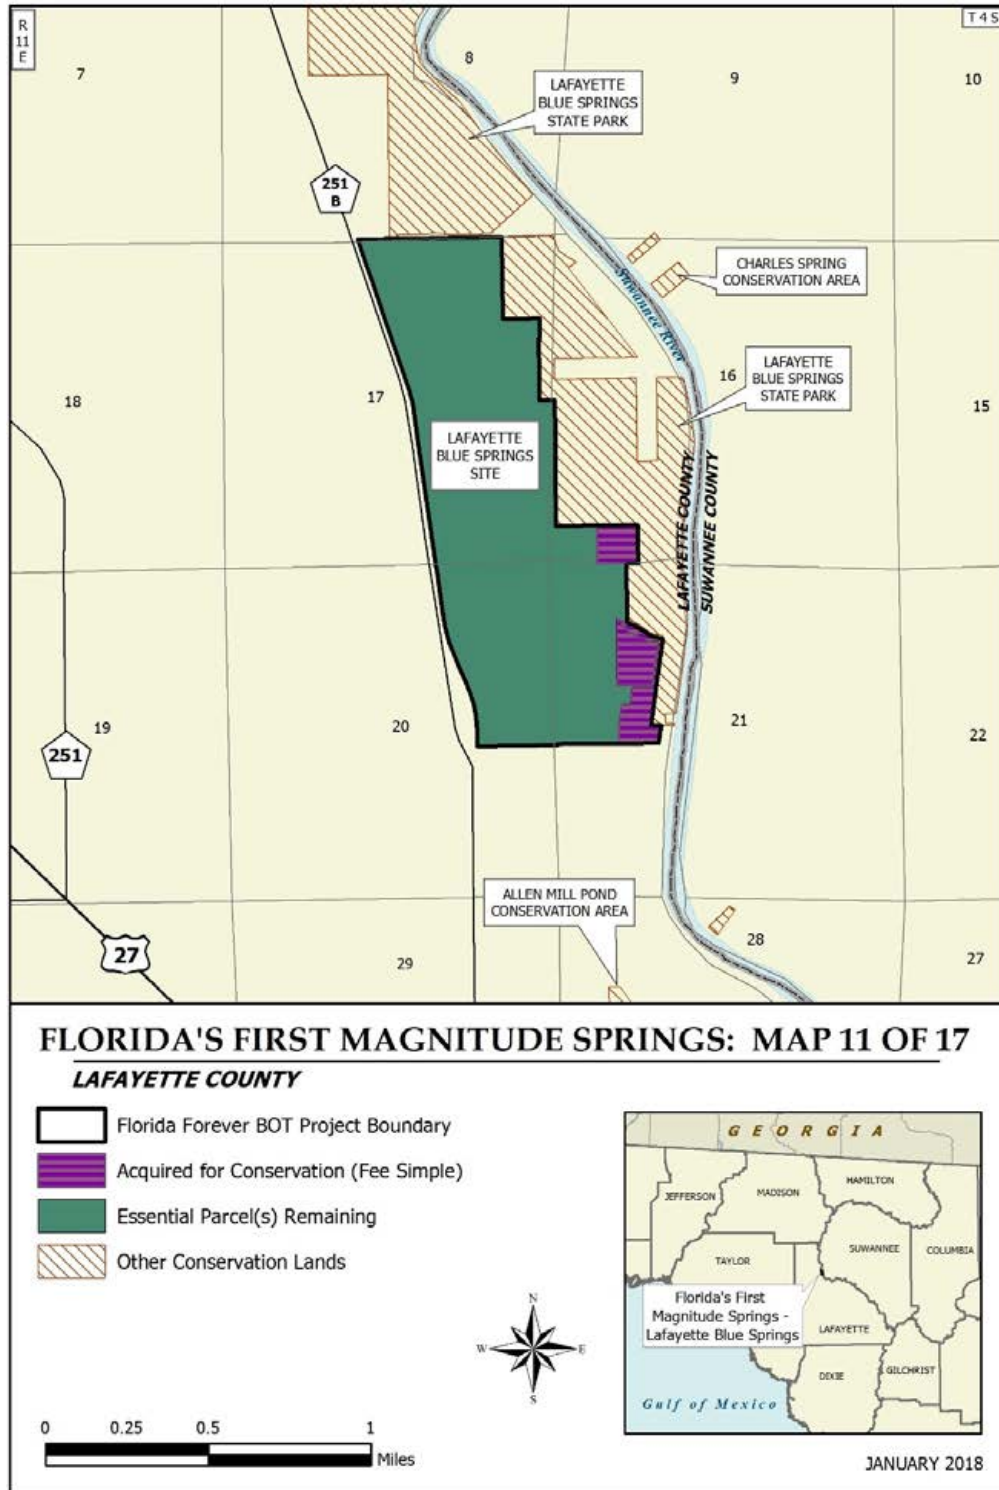 R
11
E
T 4 S
7
8
9
10
LAFAYETTE
BLUE SPRINGS
STATE PARK
251
B
CHARLES SPRING
CONSERVATION AREA
Suwannee River
LAFAYETTE
BLUE SPRINGS
STATE PARK
18
17
16
15
LAFAYETTE
BLUE SPRINGS
SITE
LAFAYETTE COUNTY
SUWANNEE COUNTY
19
20
21
22
251
ALLEN MILL POND
CONSERVATION AREA
27
29
28
27
FLORIDA'S FIRST MAGNITUDE SPRINGS: MAP 11 OF 17
LAFAYETTE COUNTY
Florida Forever BOT Project Boundary
Acquired for Conservation (Fee Simple)
Essential Parcel(s) Remaining
Other Conservation Lands
N
W
E
S
0 0.25 0.5 1
Miles
GEORGIA
JEFFERSON
MADISON
HAMILTON
TAYLOR
SUWANNEE
COLUMBIA
Florida's First
Magnitude Springs -
Lafayette Blue Springs
LAFAYETTE
DIXIE
GILCHRIST
Gulf of Mexico
JANUARY 2018